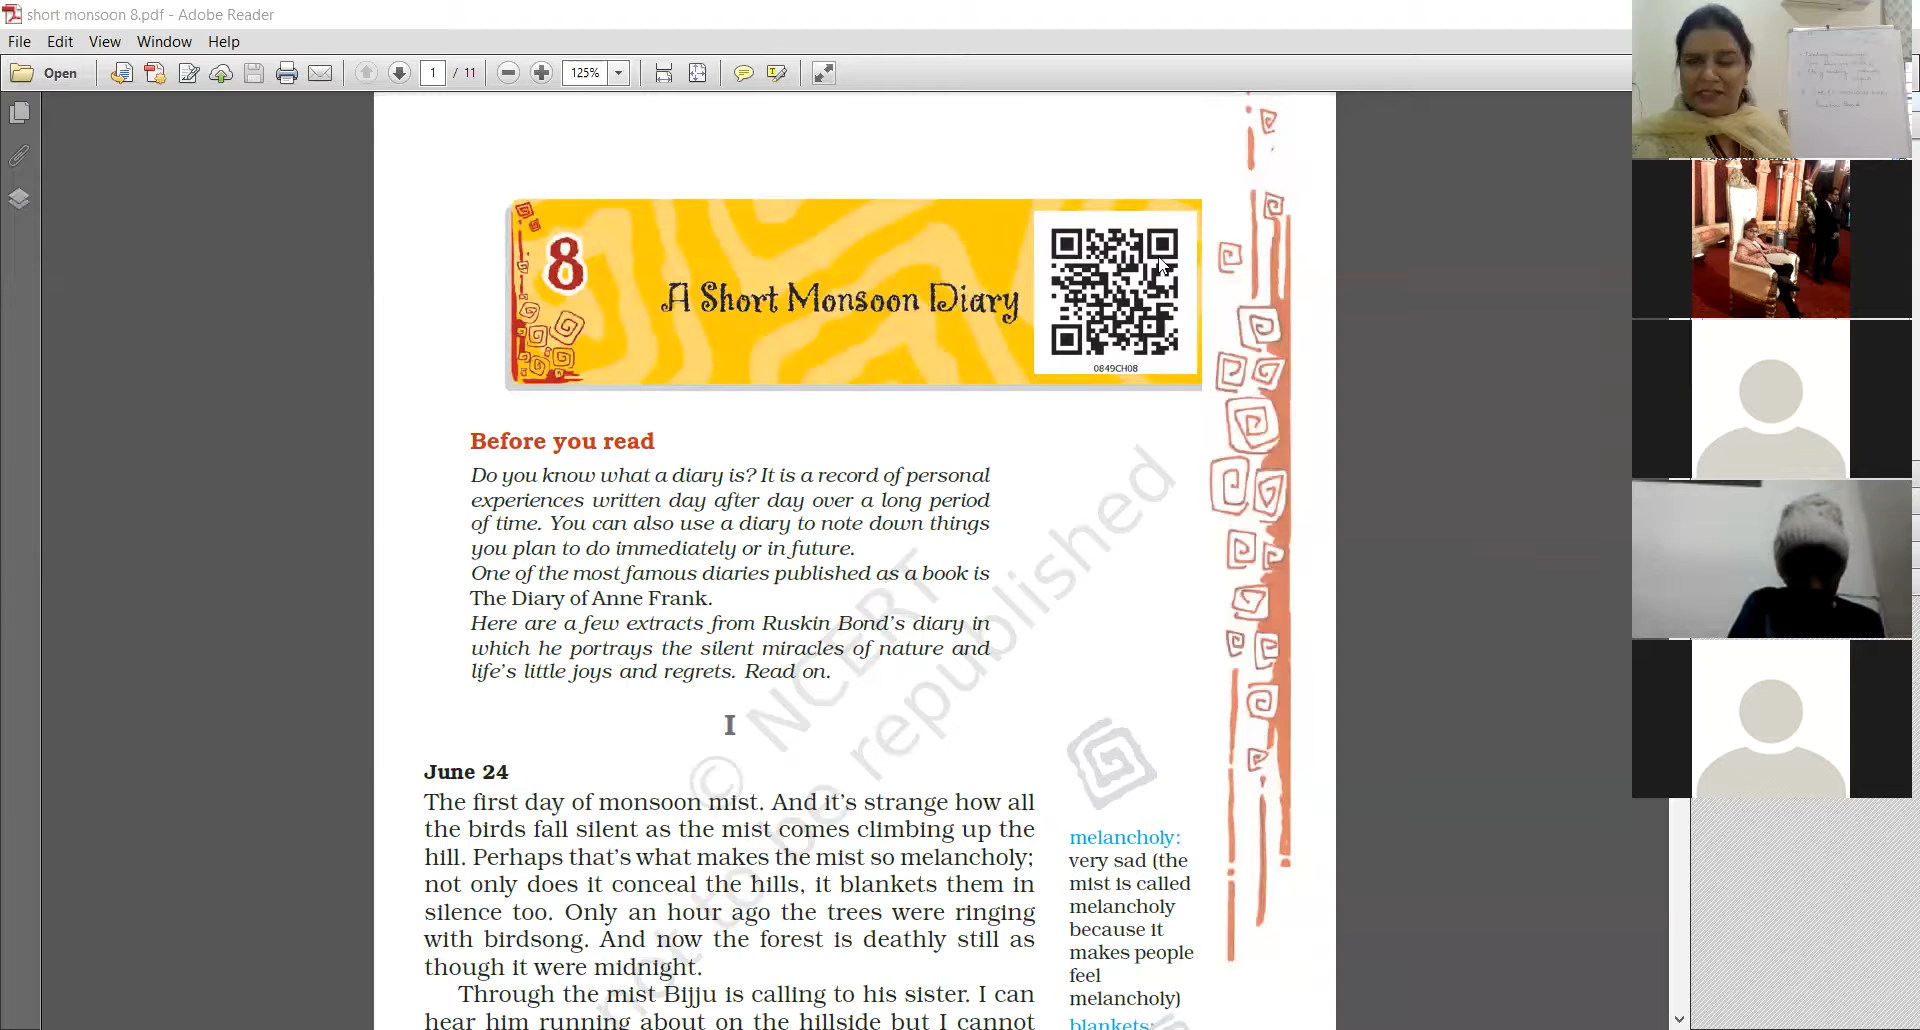 short monsoon 8.pdf - Adobe Reader
File Edit View Window Help
Open 1 / 11 125%
8
A Short Monsoon Diary
0849CH08
Before you read
Do you know what a diary is? It is a record of personal
experiences written day after day over a long period
of time. You can also use a diary to note down things
you plan to do immediately or in future.
One of the most famous diaries published as a book is
The Diary of Anne Frank.
Here are a few extracts from Ruskin Bond's diary in
which he portrays the silent miracles of nature and
life's little joys and regrets. Read on.
I
June 24
The first day of monsoon mist. And it's strange how all
the birds fall silent as the mist comes climbing up the
hill. Perhaps that's what makes the mist so melancholy;
not only does it conceal the hills, it blankets them in
silence too. Only an hour ago the trees were ringing
with birdsong. And now the forest is deathly still as
though it were midnight.
Through the mist Bijju is calling to his sister. I can
hear him running about on the hillside but I cannot
melancholy:
very sad (the
mist is called
melancholy
because it
makes people
feel
melancholy)
blankets:
© NCERT
not to be republished